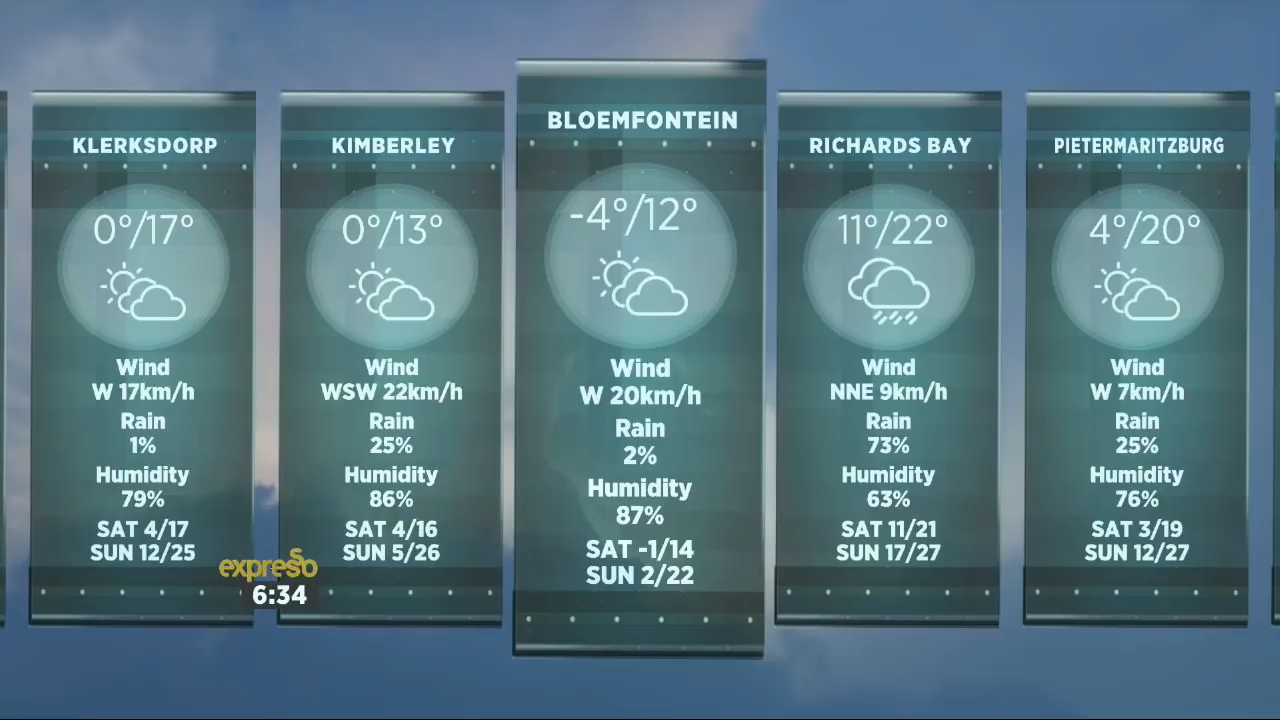 KLERKSDORP
0°/17°
Wind
W 17km/h
Rain
1%
Humidity
79%
SAT 4/17
SUN 12/25
KIMBERLEY
0°/13°
Wind
WSW 22km/h
Rain
25%
Humidity
86%
SAT 4/16
SUN 5/26
BLOEMFONTEIN
-4°/12°
Wind
W 20km/h
Rain
2%
Humidity
87%
SAT -1/14
SUN 2/22
RICHARDS BAY
11°/22°
Wind
NNE 9km/h
Rain
73%
Humidity
63%
SAT 11/21
SUN 17/27
PIETERMARITZBURG
4°/20°
Wind
W 7km/h
Rain
25%
Humidity
76%
SAT 3/19
SUN 12/27
expresso
6:34